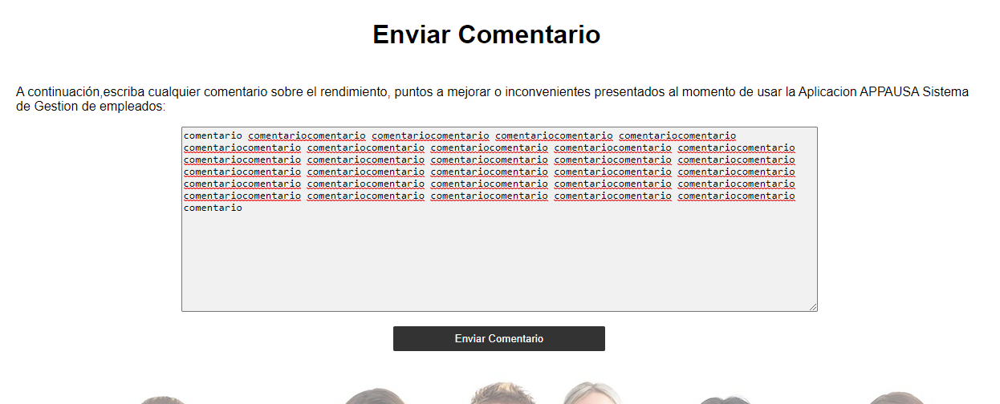 Enviar Comentario
A continuación,escriba cualquier comentario sobre el rendimiento, puntos a mejorar o inconvenientes presentados al momento de usar la Aplicacion APPAUSA Sistema
de Gestion de empleados:
comentario comentariocomentario comentariocomentario comentariocomentario comentariocomentario
comentariocomentario comentariocomentario comentariocomentario comentariocomentario comentariocomentario
comentariocomentario comentariocomentario comentariocomentario comentariocomentario comentariocomentario
comentariocomentario comentariocomentario comentariocomentario comentariocomentario comentariocomentario
comentariocomentario comentariocomentario comentariocomentario comentariocomentario comentariocomentario
comentariocomentario comentariocomentario comentariocomentario comentariocomentario comentariocomentario
comentario
Enviar Comentario